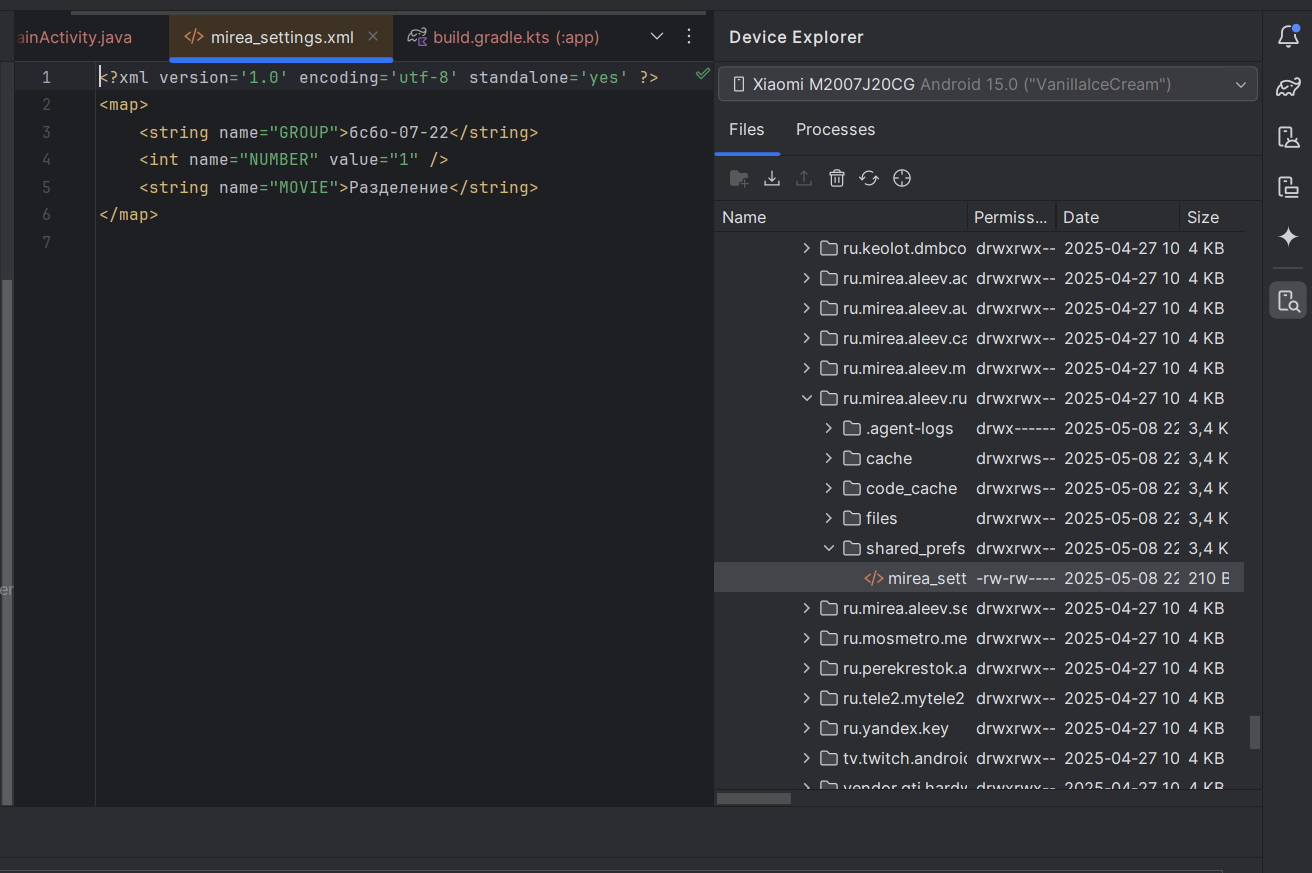 ainActivity.java
mirea_settings.xml
build.gradle.kts (:app)
1 <?xml version='1.0' encoding='utf-8' standalone='yes' ?>
2 <map>
3 <string name="GROUP">бсбо-07-22</string>
4 <int name="NUMBER" value="1" />
5 <string name="MOVIE">Разделение</string>
6 </map>
7
er
Device Explorer
Xiaomi M2007J20CG Android 15.0 ("VanillaIceCream")
Files Processes
Name Permiss... Date Size
ru.keolot.dmbco drwxrwx-- 2025-04-27 10 4 KB
ru.mirea.aleev.ac drwxrwx-- 2025-04-27 10 4 KB
ru.mirea.aleev.au drwxrwx-- 2025-04-27 10 4 KB
ru.mirea.aleev.ca drwxrwx-- 2025-04-27 10 4 KB
ru.mirea.aleev.m drwxrwx-- 2025-04-27 10 4 KB
ru.mirea.aleev.ru drwxrwx-- 2025-04-27 10 4 KB
.agent-logs drwx------ 2025-05-08 22 3,4 K
cache drwxrws-- 2025-05-08 22 3,4 K
code_cache drwxrws-- 2025-05-08 22 3,4 K
files drwxrwx-- 2025-05-08 22 3,4 K
shared_prefs drwxrwx-- 2025-05-08 22 3,4 K
mirea_sett -rw-rw---- 2025-05-08 22 210 B
ru.mirea.aleev.se drwxrwx-- 2025-04-27 10 4 KB
ru.mosmetro.me drwxrwx-- 2025-04-27 10 4 KB
ru.perekrestok.a drwxrwx-- 2025-04-27 10 4 KB
ru.tele2.mytele2 drwxrwx-- 2025-04-27 10 4 KB
ru.yandex.key drwxrwx-- 2025-04-27 10 4 KB
tv.twitch.android drwxrwx-- 2025-04-27 10 4 KB
vendor.qti.hardw drwxrwx-- 2025-04-27 10 4 KB